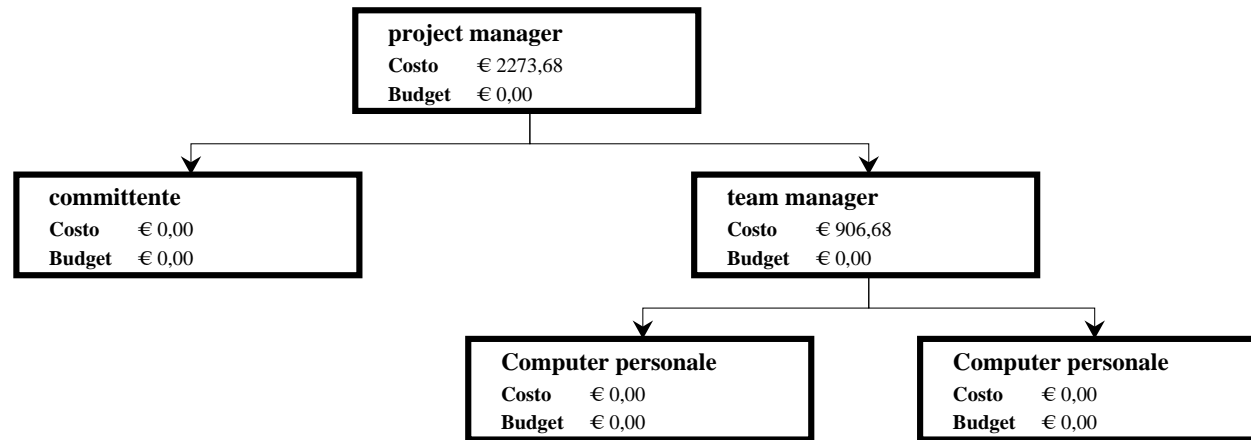 project manager
Costo € 2273,68
Budget € 0,00
committente
Costo € 0,00
Budget € 0,00
team manager
Costo € 906,68
Budget € 0,00
Computer personale
Costo € 0,00
Budget € 0,00
Computer personale
Costo € 0,00
Budget € 0,00